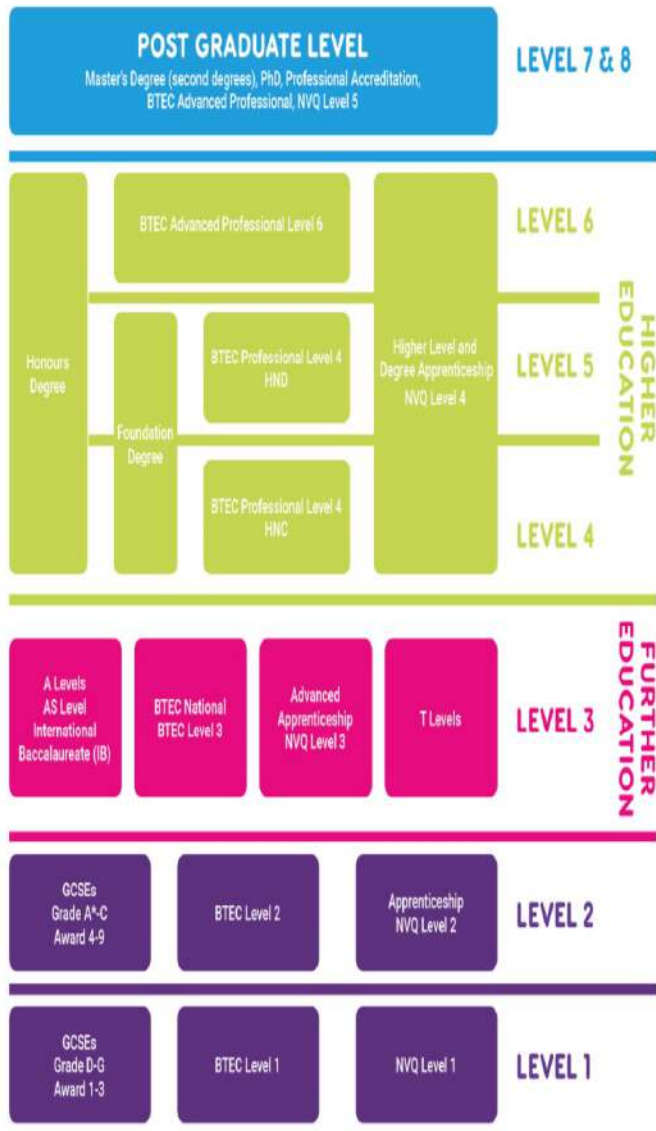 POST GRADUATE LEVEL
Master's Degree (second degrees), PhD, Professional Accreditation,
BTEC Advanced Professional, NVQ Level 5
LEVEL 7 & 8
Honours
Degree
BTEC Advanced Professional Level 6
LEVEL 6
Foundation
Degree
BTEC Professional Level 4
HND
Higher Level and
Degree Apprenticeship
NVQ Level 4
LEVEL 5
BTEC Professional Level 4
HNC
LEVEL 4
HIGHER
EDUCATION
A Levels
AS Level
International
Baccalaureate (IB)
BTEC National
BTEC Level 3
Advanced
Apprenticeship
NVQ Level 3
T Levels
LEVEL 3
FURTHER
EDUCATION
GCSEs
Grade A*-C
Award 4-9
BTEC Level 2
Apprenticeship
NVQ Level 2
LEVEL 2
GCSEs
Grade D-G
Award 1-3
BTEC Level 1
NVQ Level 1
LEVEL 1